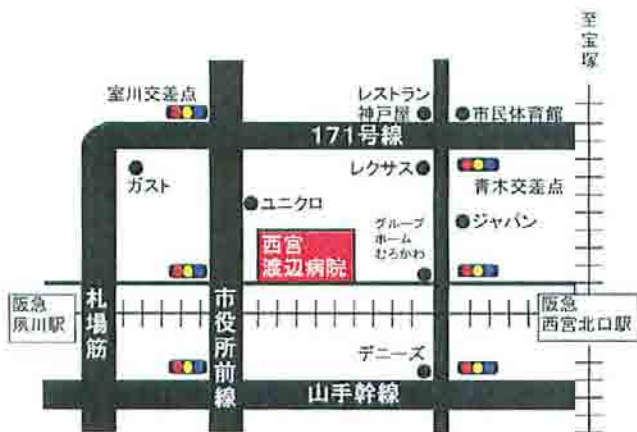 至宝塚
室川交差点
レストラン
神戸屋
市民体育館
171号線
ガスト
レクサス
青木交差点
ユニクロ
ジャパン
西宮
渡辺病院
グループ
ホーム
むろかわ
阪急
夙川駅
札場筋
市役所前線
阪急
西宮北口駅
デニーズ
山手幹線